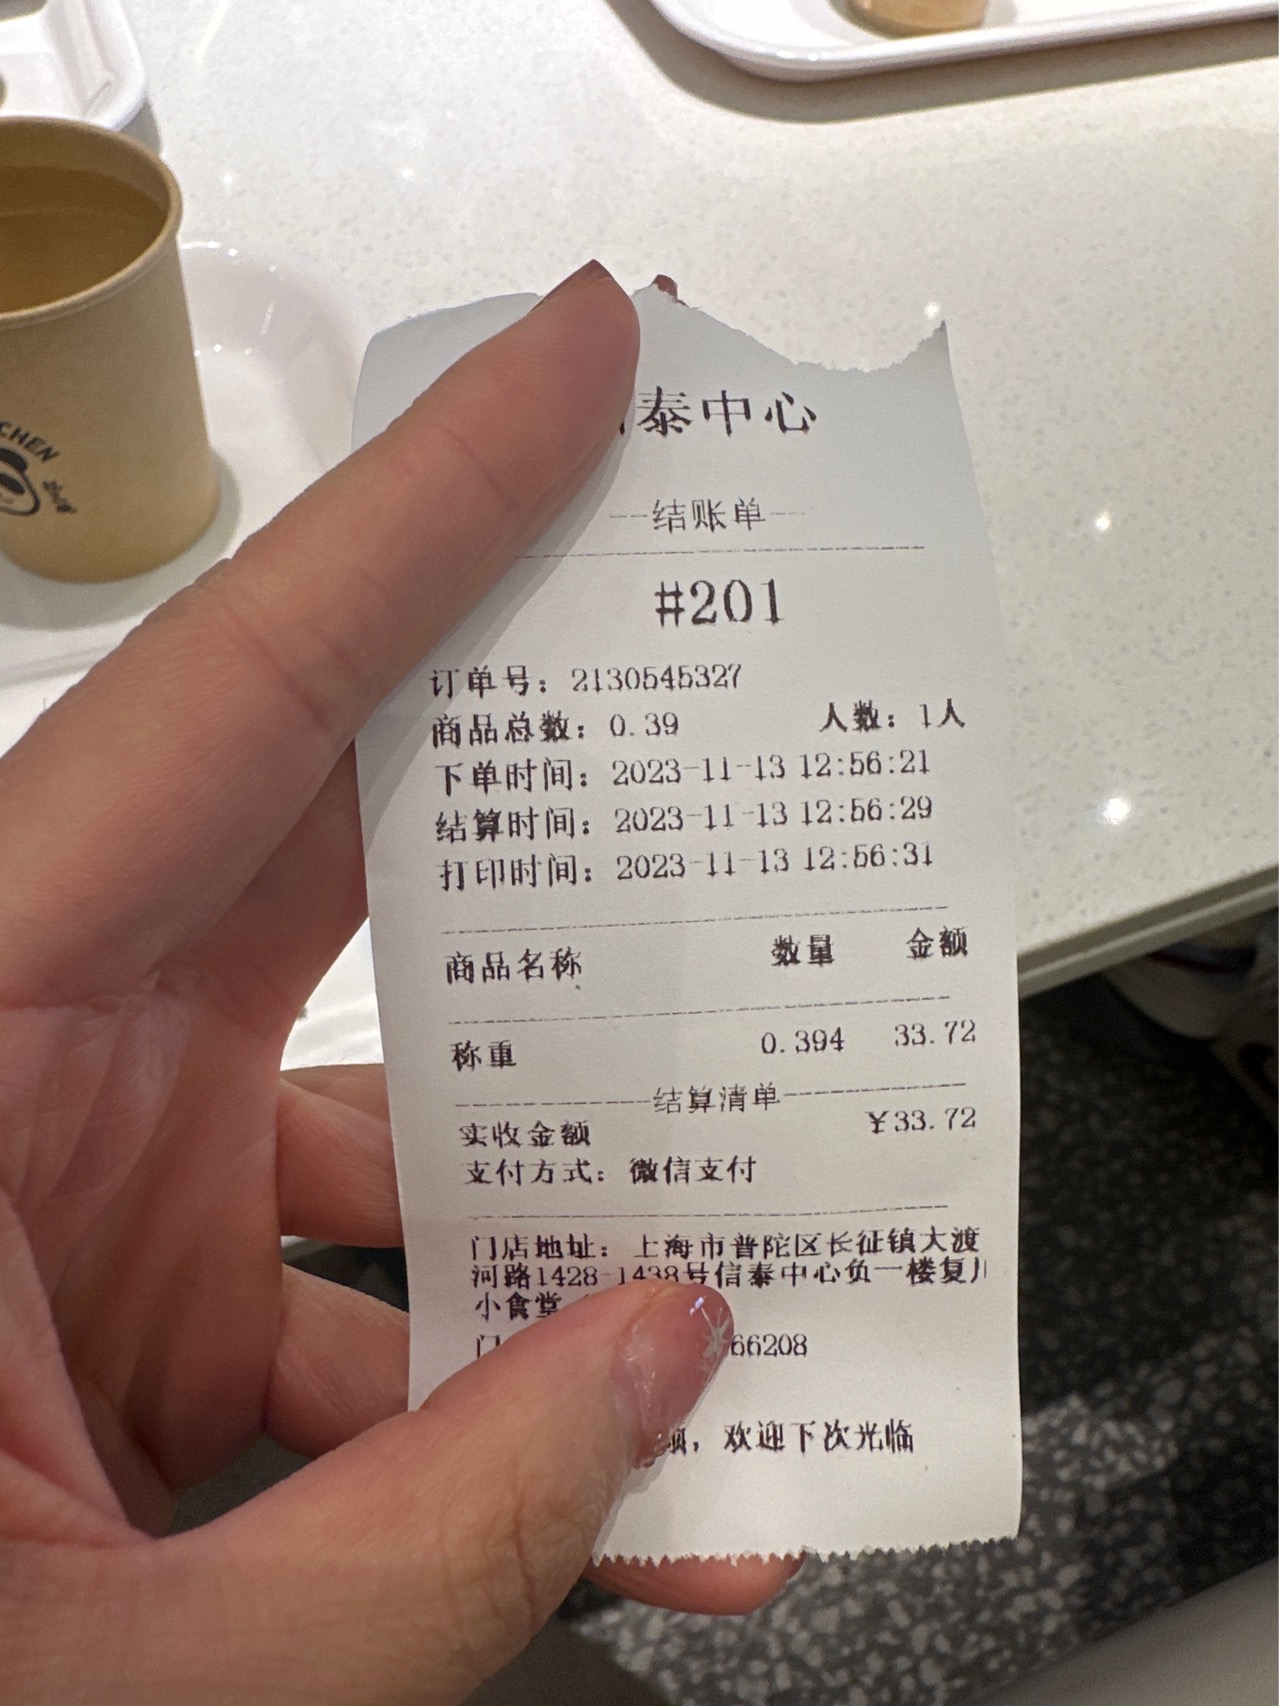 CHEN
泰中心
结账单
#201
订单号：2130545327
商品总数：0.39 人数：1人
下单时间：2023-11-13 12:56:21
结算时间：2023-11-13 12:56:29
打印时间：2023-11-13 12:56:31
商品名称 数量 金额
称重 0.394 33.72
结算清单
实收金额 ¥33.72
支付方式：微信支付
门店地址：上海市普陀区长征镇大渡
河路1428-1438号信泰中心负一楼复
小食堂
门 66208
，欢迎下次光临